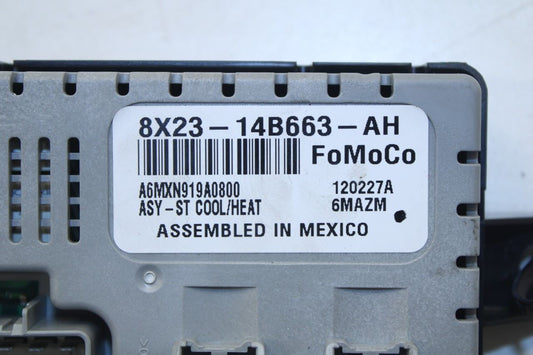 8X23-14B663-AH
FoMoCo
A6MXN919A0800 120227A
ASY-ST COOL/HEAT 6MAZM
ASSEMBLED IN MEXICO